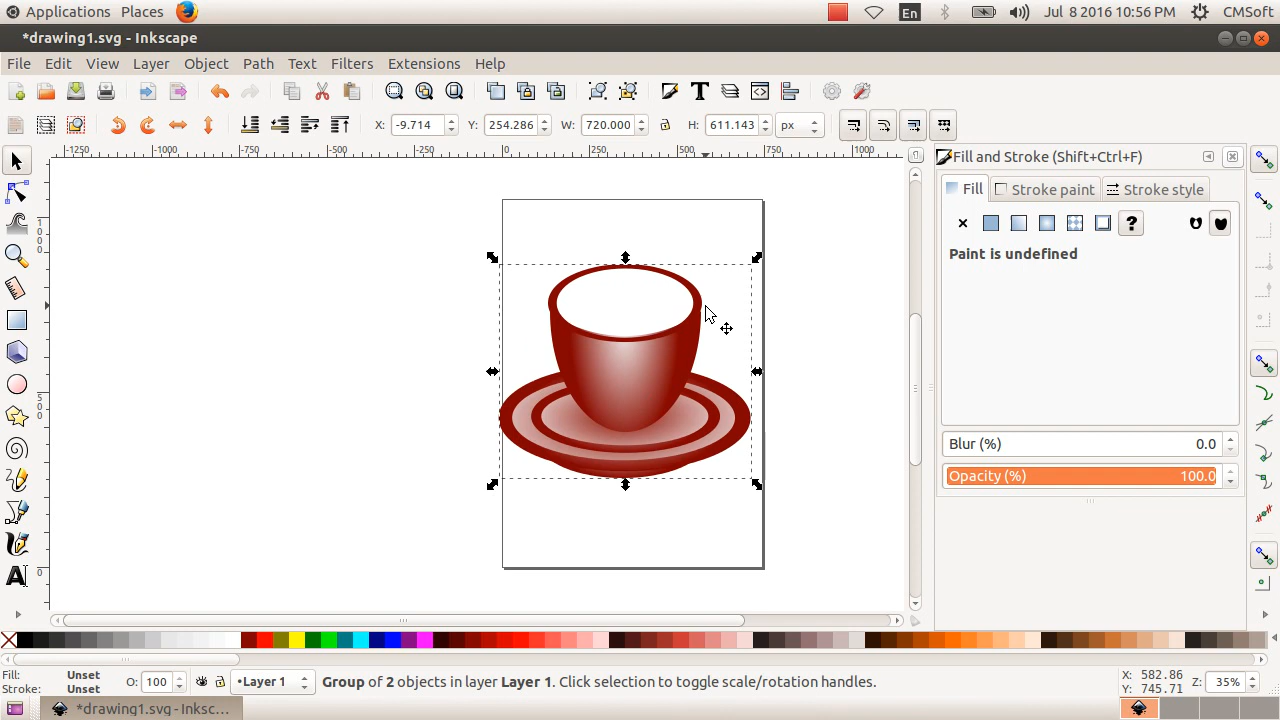 Applications Places En Jul 8 2016 10:56 PM CMSoft
*drawing1.svg - Inkscape
File Edit View Layer Object Path Text Filters Extensions Help
X: -9.714 Y: 254.286 W: 720.000 H: 611.143 px
-1250 -1000 -750 -500 -250 0 250 500 750 1000
Fill and Stroke (Shift+Ctrl+F)
Fill Stroke paint Stroke style
?
Paint is undefined
1000
500
0
Blur (%) 0.0
Opacity (%) 100.0
Fill: Unset
Stroke: Unset
O: 100
•Layer 1
Group of 2 objects in layer Layer 1. Click selection to toggle scale/rotation handles.
X: 582.86
Y: 745.71
Z: 35%
*drawing1.svg - Inksc...